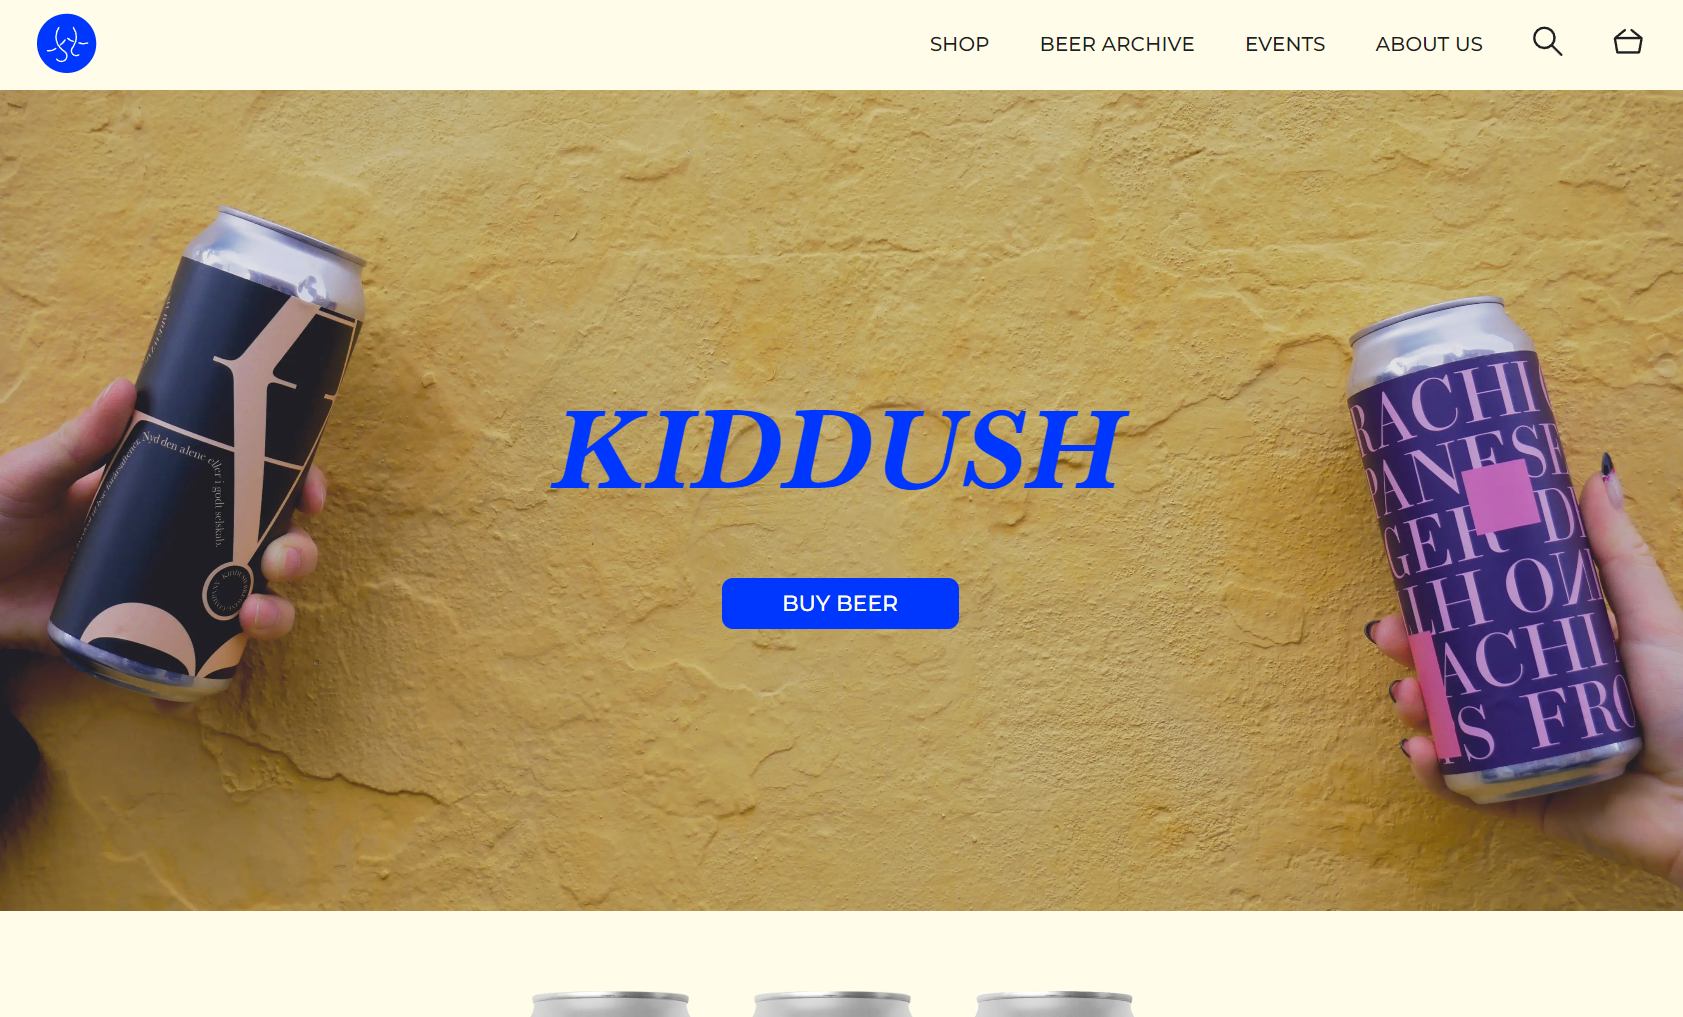 SHOP BEER ARCHIVE EVENTS ABOUT US
KIDDUSH
BUY BEER
Nyd den alene eller i godt selskab.
RACHI
PANESE
GER D
LH ON
ACHI
IS FRO